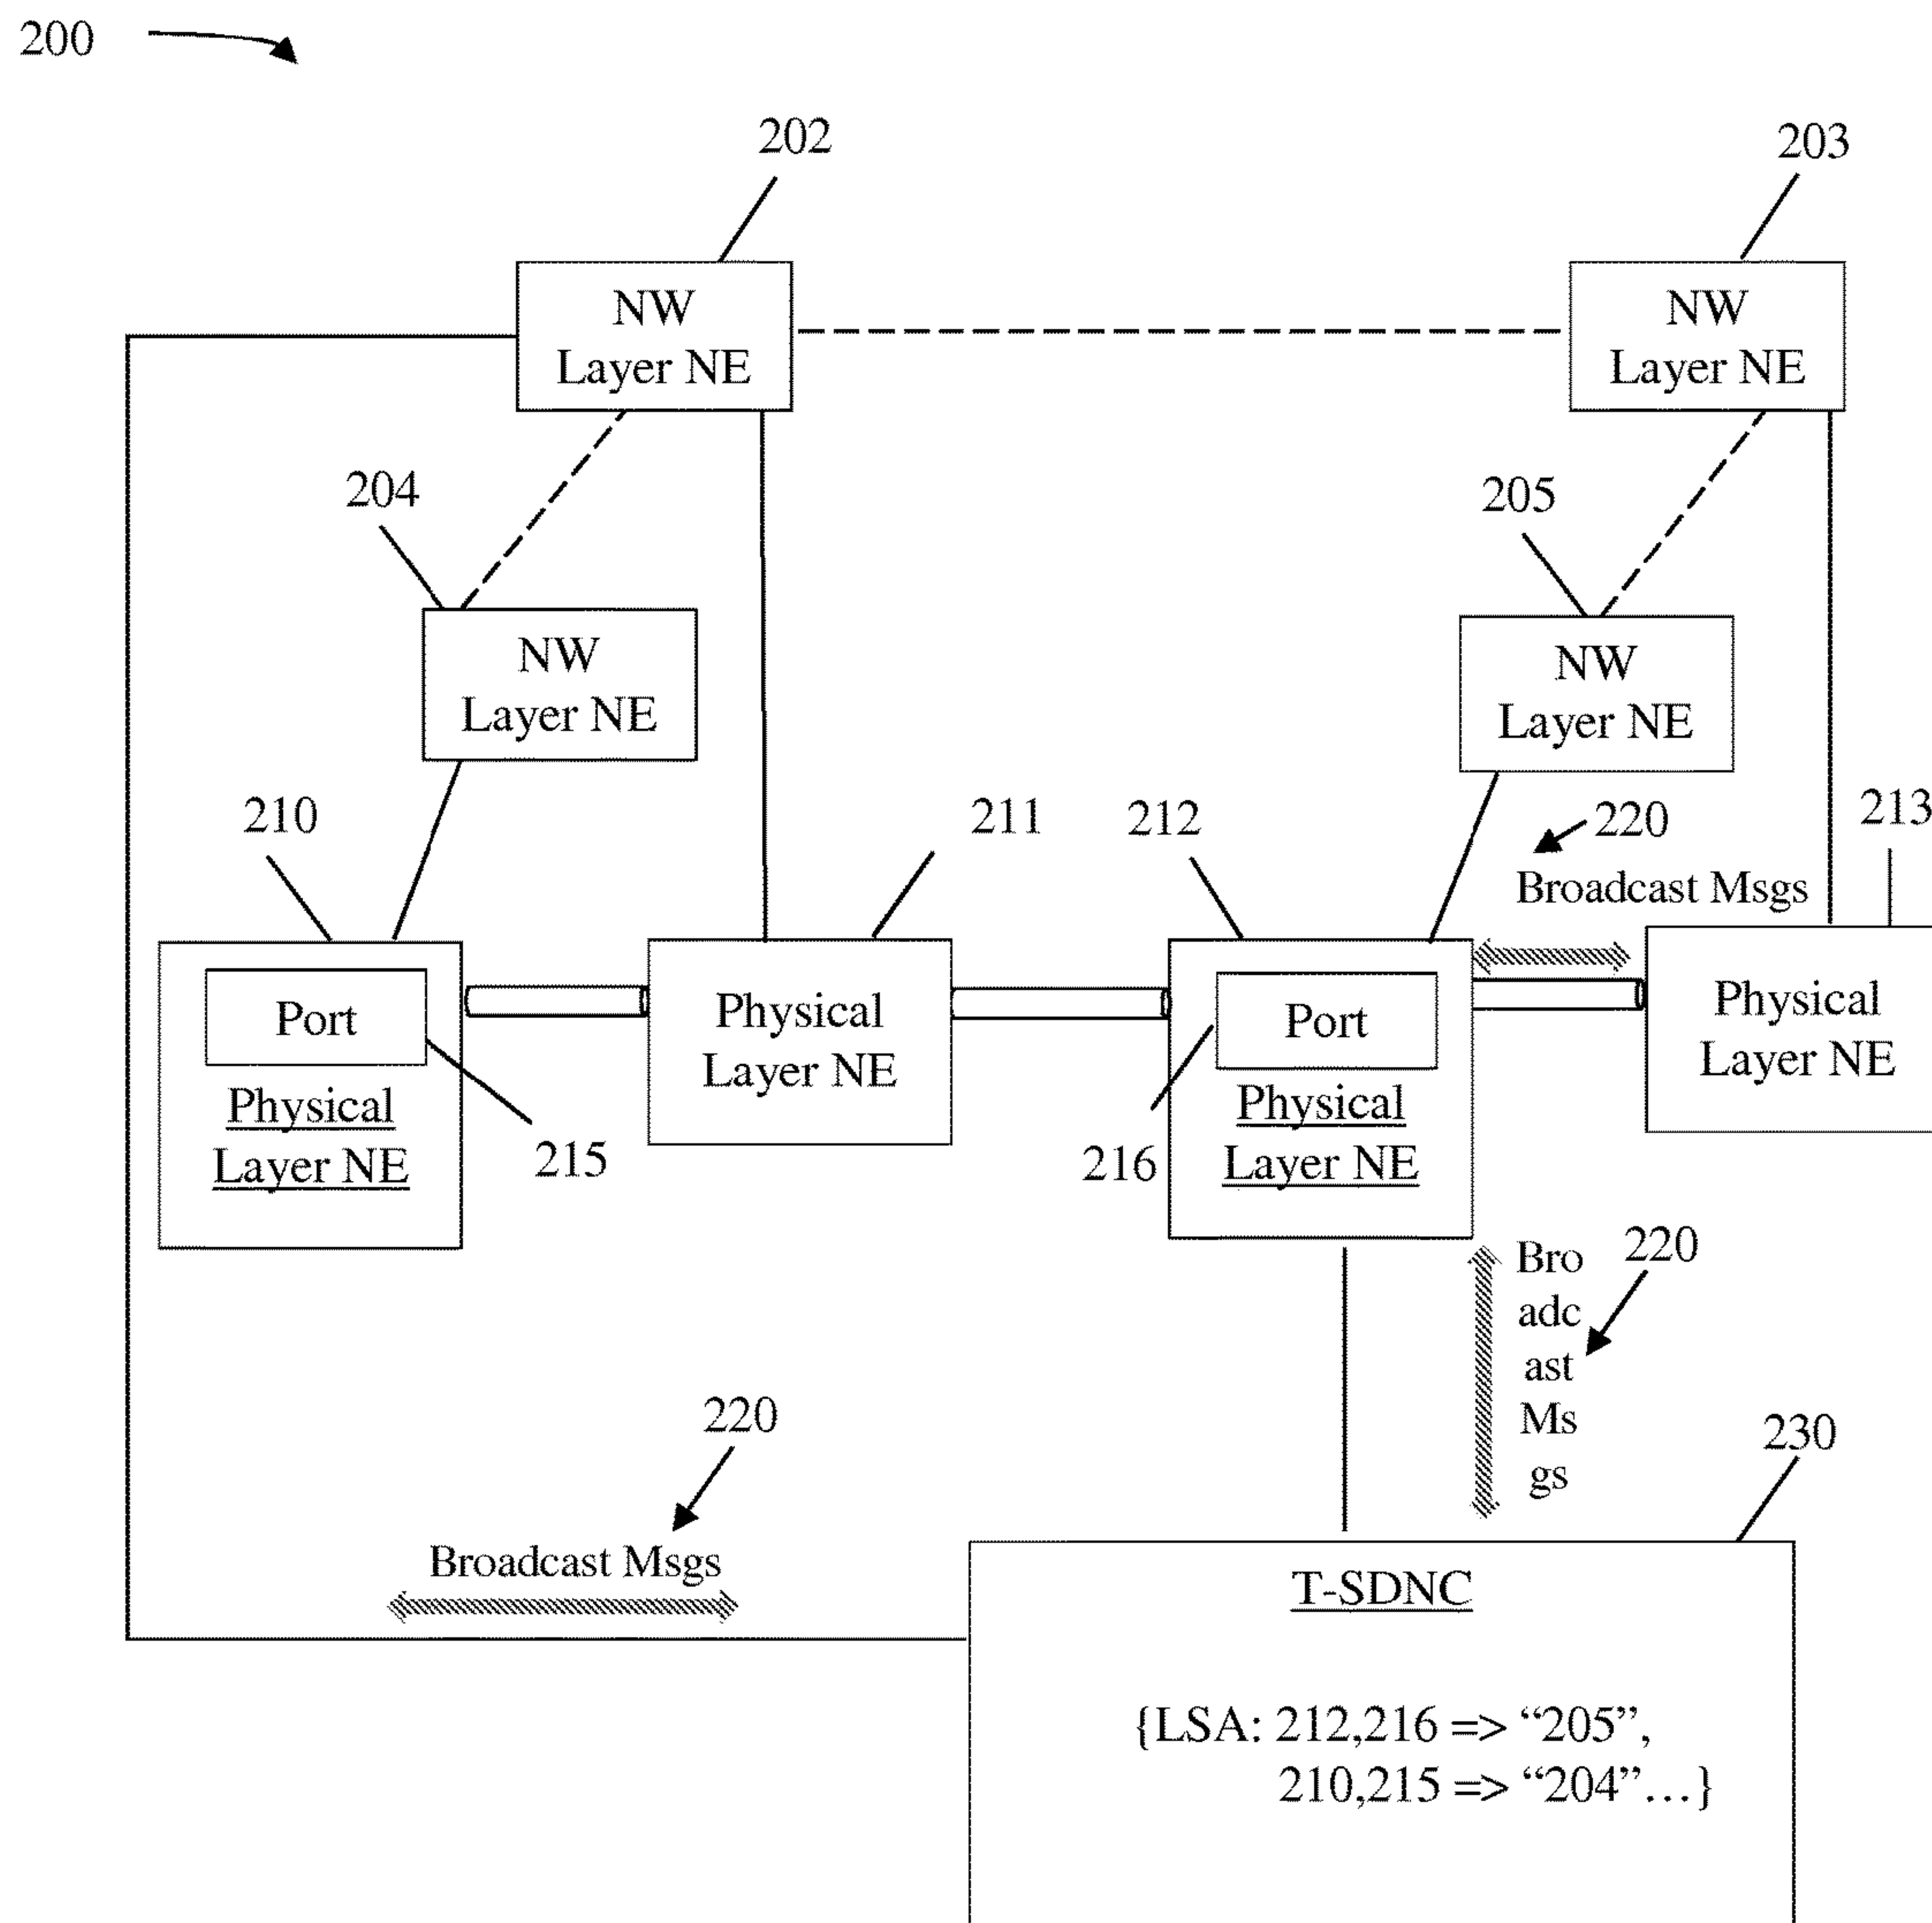 200
202
203
NW
Layer NE
NW
Layer NE
204
205
NW
Layer NE
NW
Layer NE
210
211
212
220
213
Broadcast Msgs
Port
Physical
Layer NE
215
Physical
Layer NE
Port
Physical
Layer NE
216
Physical
Layer NE
Bro
adc
ast
Ms
gs
220
220
Broadcast Msgs
230
T-SDNC
{LSA: 212,216 => “205”,
210,215 => “204”…}